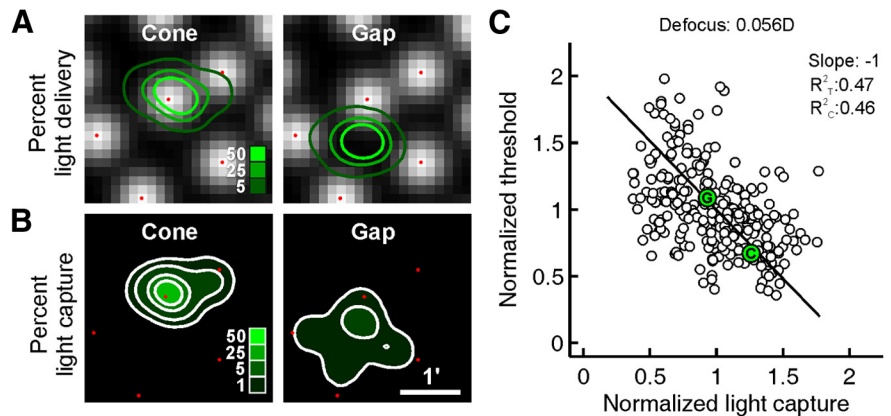 A
Percent
light delivery
Cone
50
25
5
Gap
B
Percent
light capture
Cone
50
25
5
1
Gap
1'
C
Defocus: 0.056D
Slope: -1
R²T:0.47
R²C:0.46
Normalized threshold
2
1.5
1
0.5
0
G
C
0 0.5 1 1.5 2
Normalized light capture